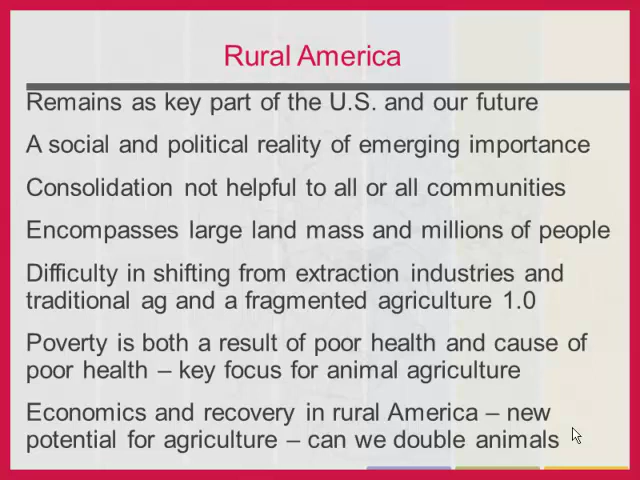 Rural America
Remains as key part of the U.S. and our future
A social and political reality of emerging importance
Consolidation not helpful to all or all communities
Encompasses large land mass and millions of people
Difficulty in shifting from extraction industries and
traditional ag and a fragmented agriculture 1.0
Poverty is both a result of poor health and cause of
poor health – key focus for animal agriculture
Economics and recovery in rural America – new
potential for agriculture – can we double animals